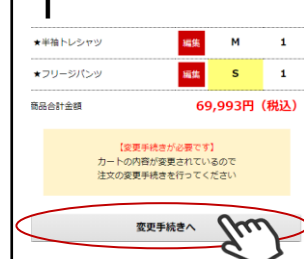 ★半袖トレシャツ 編集 M 1
★フリージパンツ 編集 S 1
商品合計金額 69,993円（税込）
【変更手続きが必要です】
カートの内容が変更されているので
注文の変更手続きを行ってください
変更手続きへ